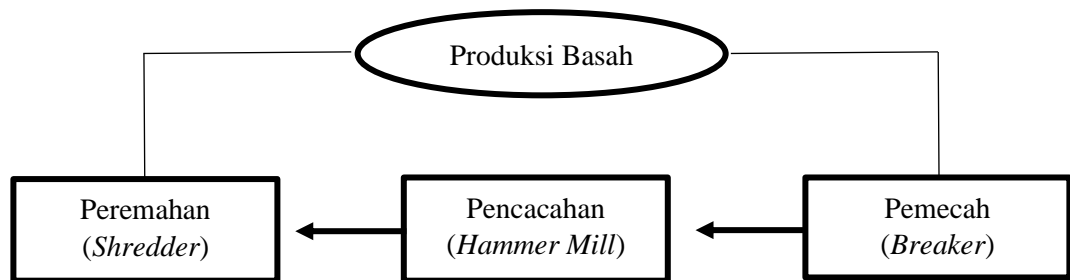 Produksi Basah
Peremahan
(Shredder)
Pencacahan
(Hammer Mill)
Pemecah
(Breaker)